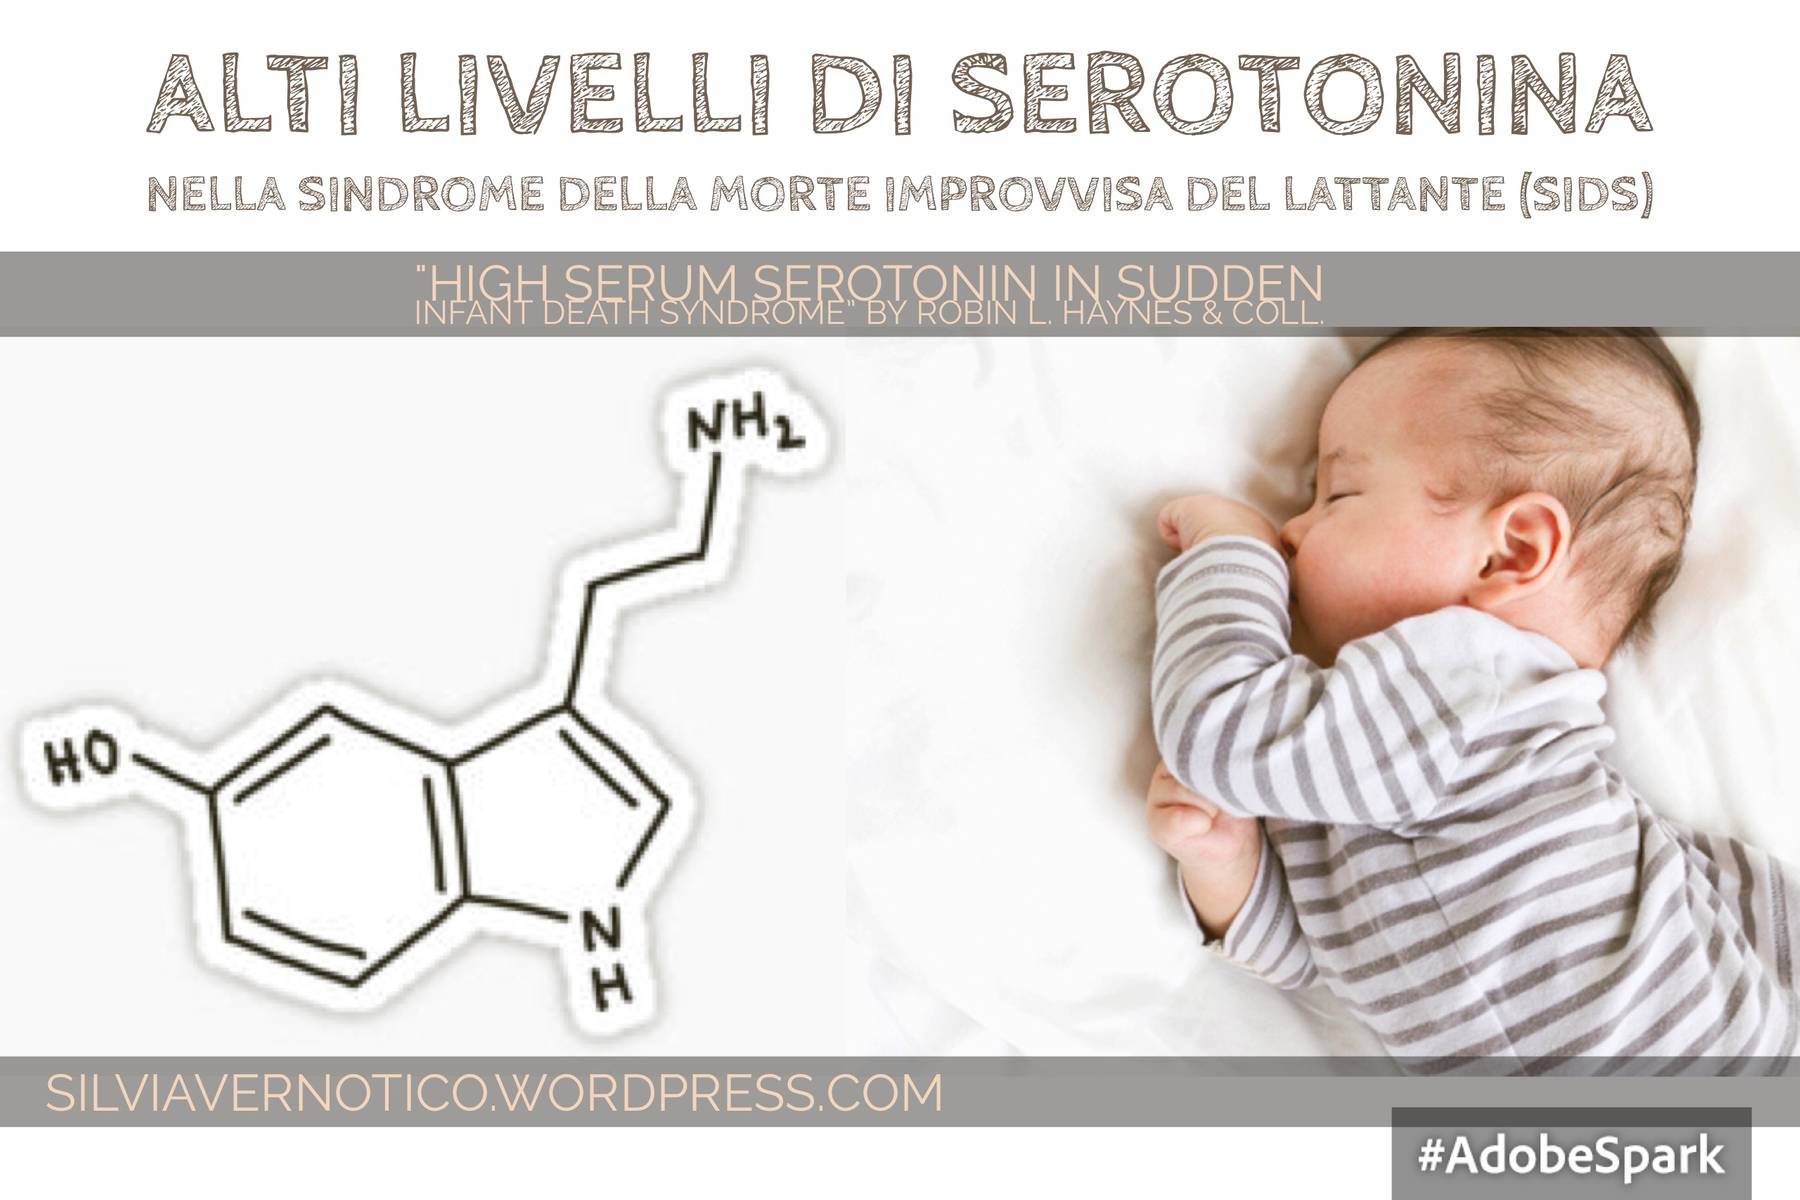 ALTI LIVELLI DI SEROTONINA
NELLA SINDROME DELLA MORTE IMPROVVISA DEL LATTANTE (SIDS)
"HIGH SERUM SEROTONIN IN SUDDEN
INFANT DEATH SYNDROME" BY ROBIN L. HAYNES & COLL.
NH2
HO
N
H
SILVIAVERNOTICO.WORDPRESS.COM
#AdobeSpark